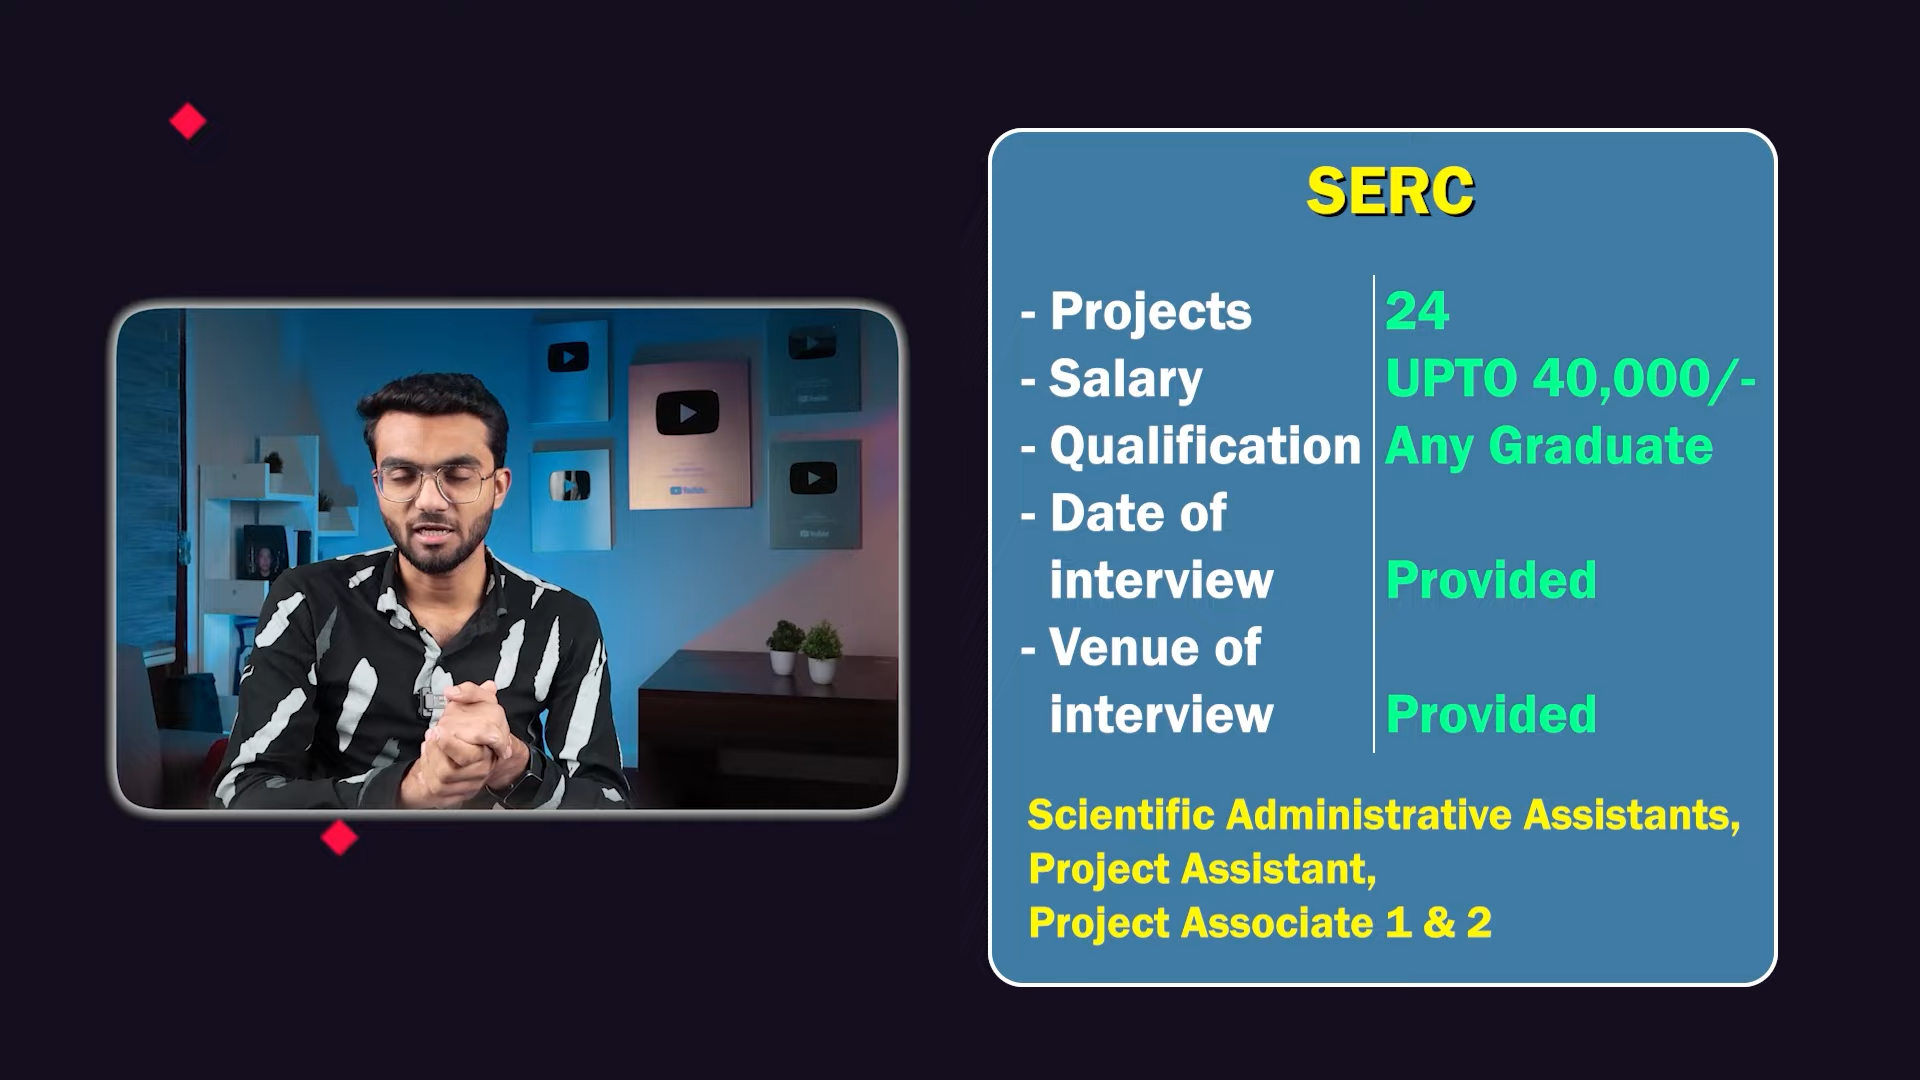 SERC
- Projects 24
- Salary UPTO 40,000/-
- Qualification Any Graduate
- Date of
interview Provided
- Venue of
interview Provided
Scientific Administrative Assistants,
Project Assistant,
Project Associate 1 & 2
YouTube